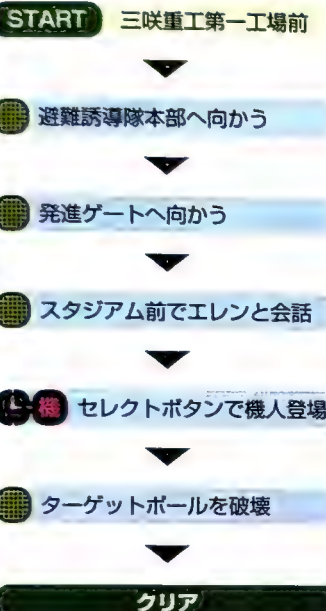 START 三咲重工第一工場前
避難誘導隊本部へ向かう
発進ゲートへ向かう
スタジアム前でエレンと会話
機 セレクトボタンで機人登場
ターゲットボールを破壊
クリア